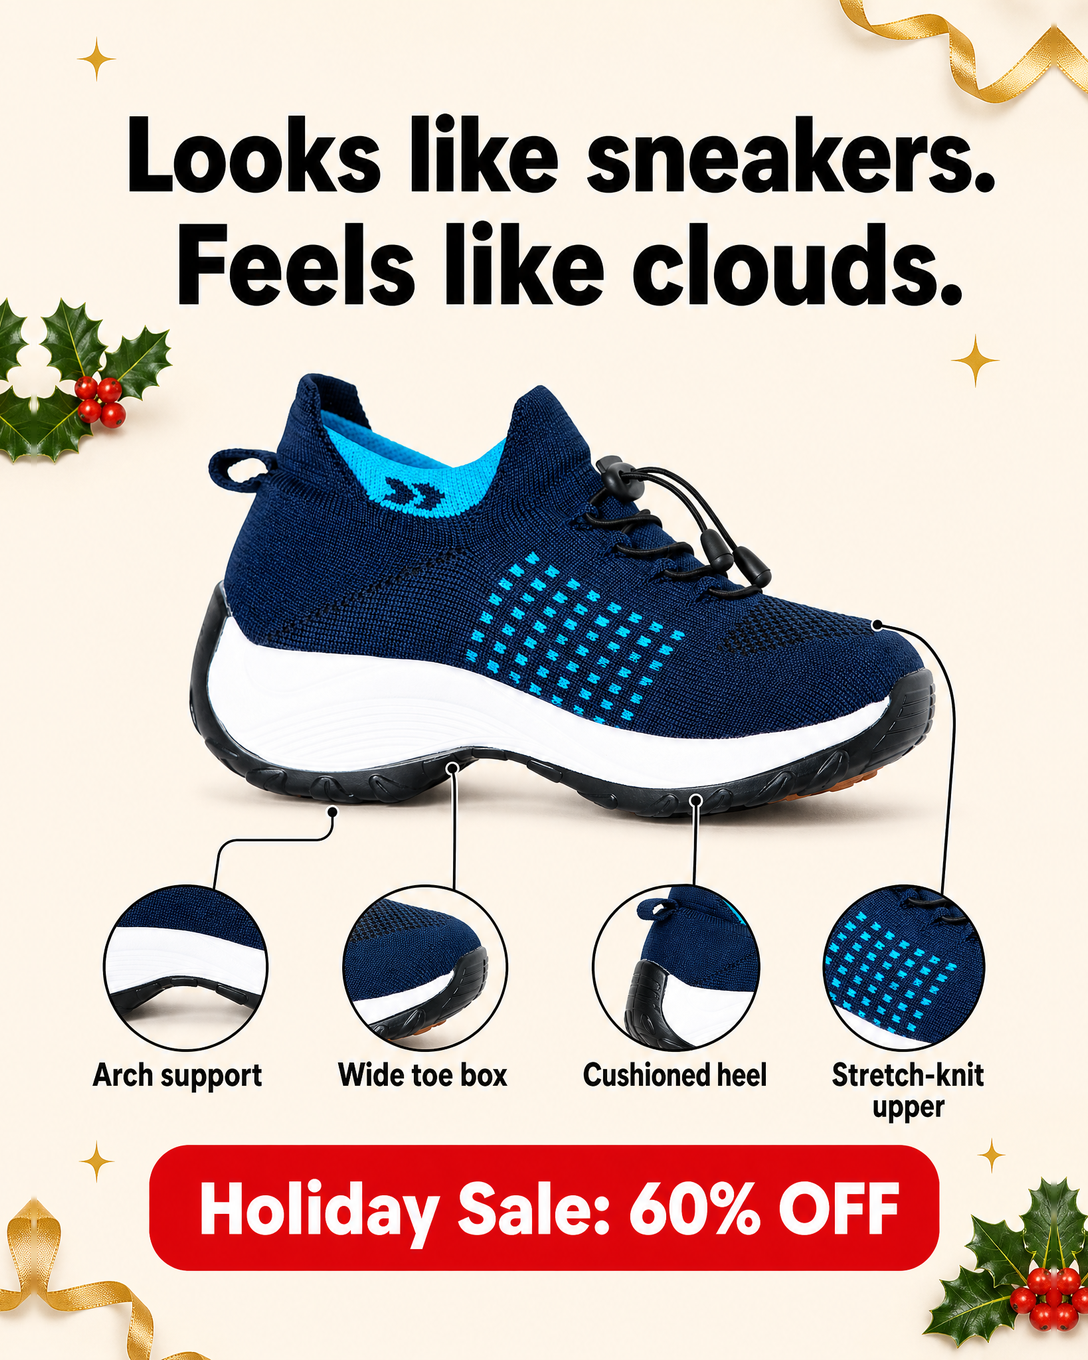 Looks like sneakers.
Feels like clouds.
Arch support
Wide toe box
Cushioned heel
Stretch-knit
upper
Holiday Sale: 60% OFF